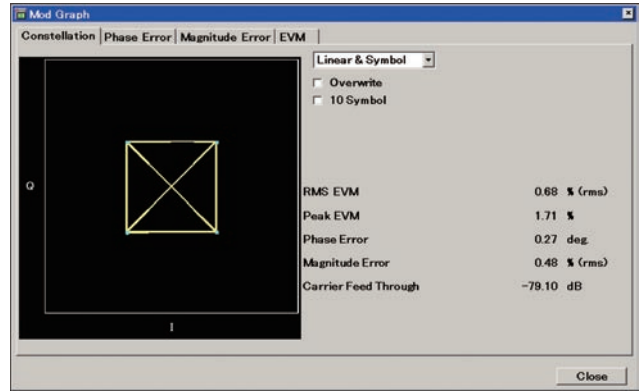 Mod Graph
Constellation
Phase Error
Magnitude Error
EVM
Linear & Symbol
Overwrite
10 Symbol
Q
I
RMS EVM 0.68 % (rms)
Peak EVM 1.71 %
Phase Error 0.27 deg.
Magnitude Error 0.48 % (rms)
Carrier Feed Through -79.10 dB
Close